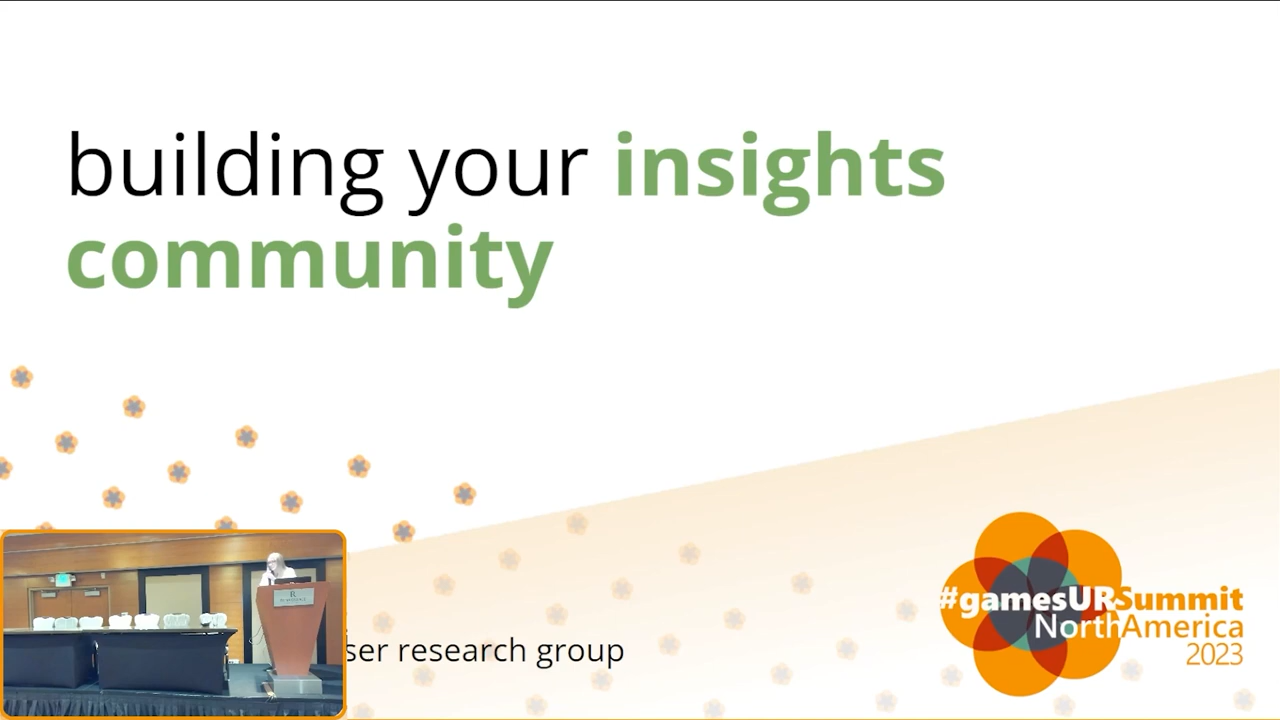 building your insights
community
ser research group
#gamesURSummit
NorthAmerica
2023